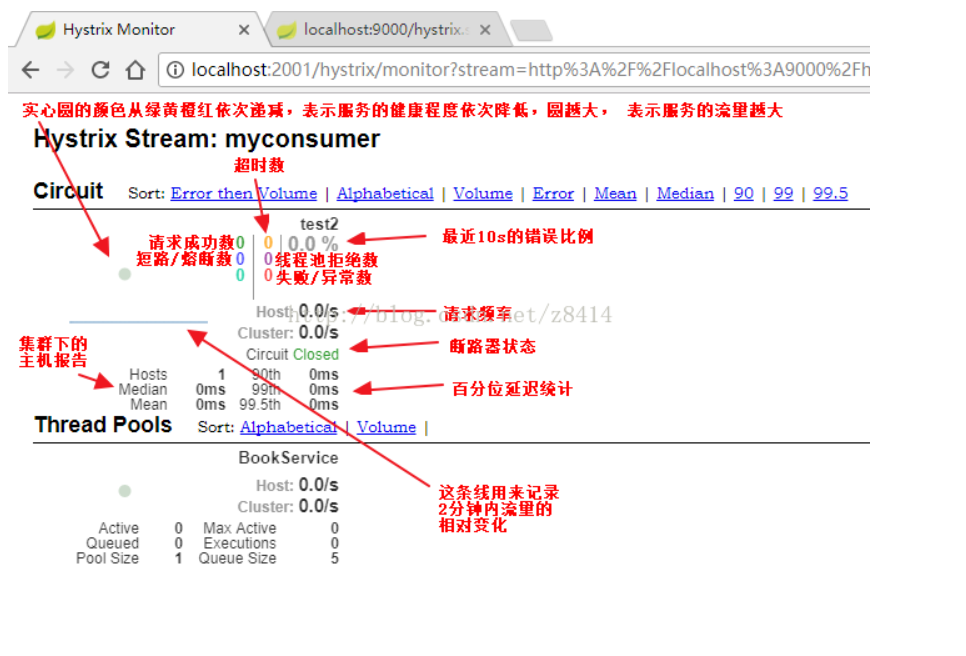 Hystrix Monitor
localhost:9000/hystrix.s
localhost:2001/hystrix/monitor?stream=http%3A%2F%2Flocalhost%3A9000%2Fh
实心圆的颜色从绿黄橙红依次递减，表示服务的健康程度依次降低，圆越大， 表示服务的流量越大
Hystrix Stream: myconsumer
超时数
Circuit Sort: Error then Volume | Alphabetical | Volume | Error | Mean | Median | 90 | 99 | 99.5
test2
请求成功数 0 | 0 | 0.0 % 最近10s的错误比例
短路/熔断数 0 0 线程池拒绝数
0 0 失败/异常数
Host: 0.0/s 请求频率
http://blog.csdn.net/z8414
Cluster: 0.0/s
Circuit Closed 断路器状态
集群下的
主机报告
Hosts 1 90th 0ms
Median 0ms 99th 0ms 百分位延迟统计
Mean 0ms 99.5th 0ms
Thread Pools Sort: Alphabetical | Volume |
BookService
Host: 0.0/s
Cluster: 0.0/s
这条线用来记录
2分钟内流量的
相对变化
Active 0 Max Active 0
Queued 0 Executions 0
Pool Size 1 Queue Size 5